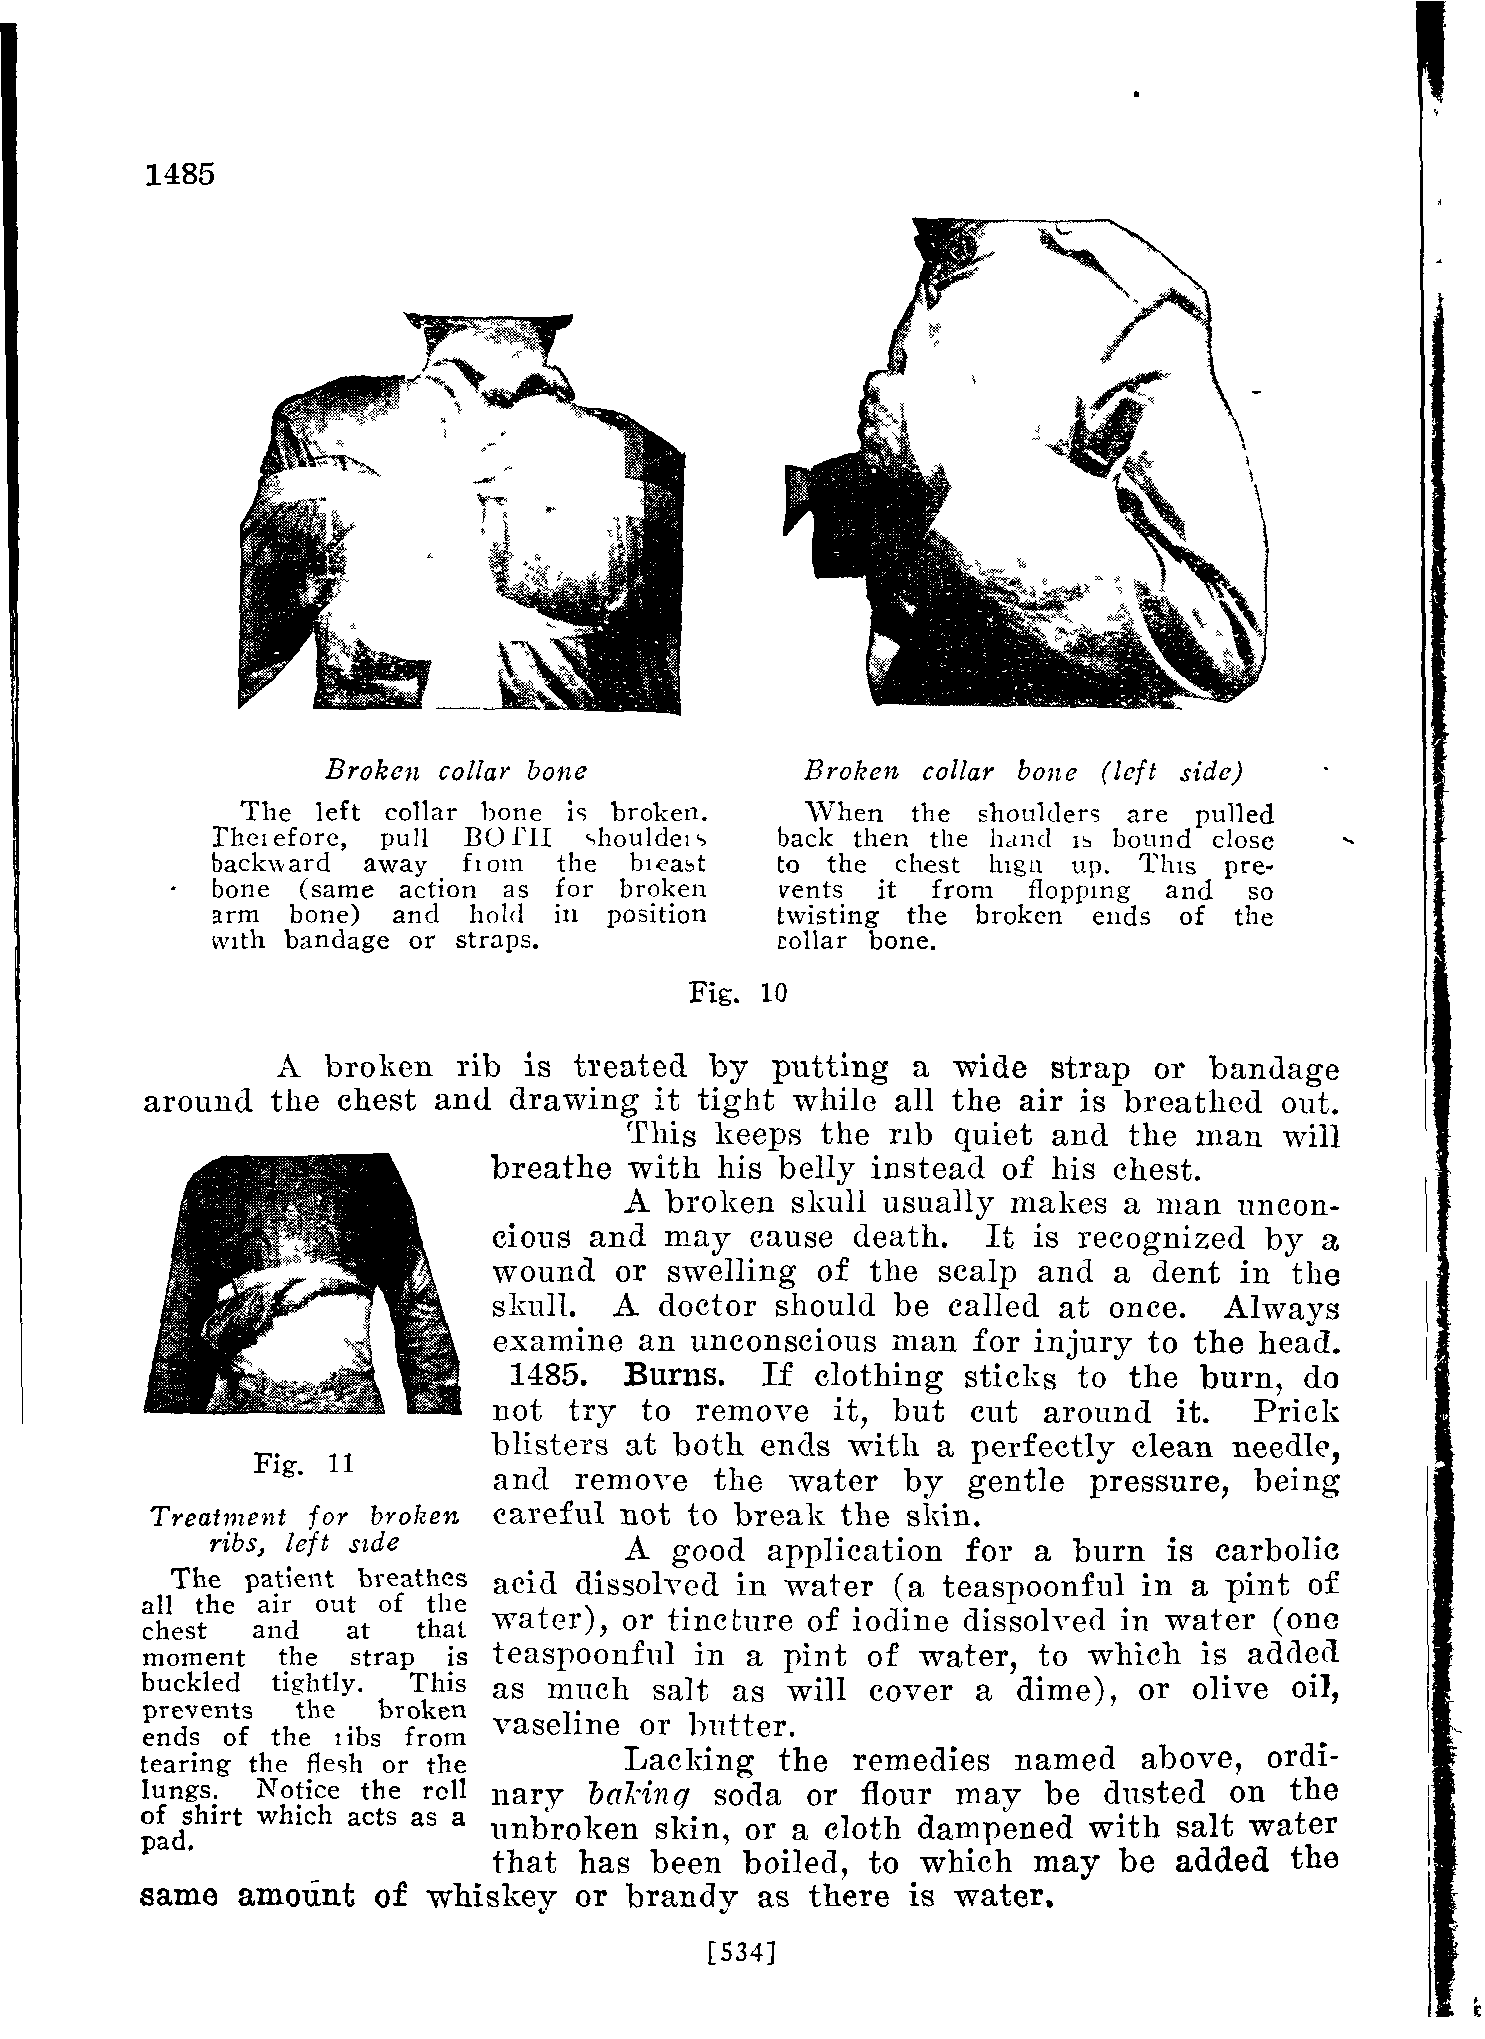 1485
Broken collar bone
The left collar bone is broken.
Therefore, pull BOTH shoulders
backward away from the breast
bone (same action as for broken
arm bone) and hold in position
with bandage or straps.
Broken collar bone (left side)
When the shoulders are pulled
back then the hand is bound close
to the chest high up. This pre-
vents it from flopping and so
twisting the broken ends of the
collar bone.
Fig. 10
A broken rib is treated by putting a wide strap or bandage
around the chest and drawing it tight while all the air is breathed out.
This keeps the rib quiet and the man will
breathe with his belly instead of his chest.
A broken skull usually makes a man uncon-
cious and may cause death. It is recognized by a
wound or swelling of the scalp and a dent in the
skull. A doctor should be called at once. Always
examine an unconscious man for injury to the head.
1485. Burns. If clothing sticks to the burn, do
not try to remove it, but cut around it. Prick
blisters at both ends with a perfectly clean needle,
and remove the water by gentle pressure, being
careful not to break the skin.
A good application for a burn is carbolic
acid dissolved in water (a teaspoonful in a pint of
water), or tincture of iodine dissolved in water (one
teaspoonful in a pint of water, to which is added
as much salt as will cover a dime), or olive oil,
vaseline or butter.
Lacking the remedies named above, ordi-
nary baking soda or flour may be dusted on the
unbroken skin, or a cloth dampened with salt water
that has been boiled, to which may be added the
same amount of whiskey or brandy as there is water.
Fig. 11
Treatment for broken
ribs, left side
The patient breathes
all the air out of the
chest and at that
moment the strap is
buckled tightly. This
prevents the broken
ends of the ribs from
tearing the flesh or the
lungs. Notice the roll
of shirt which acts as a
pad.
[534]